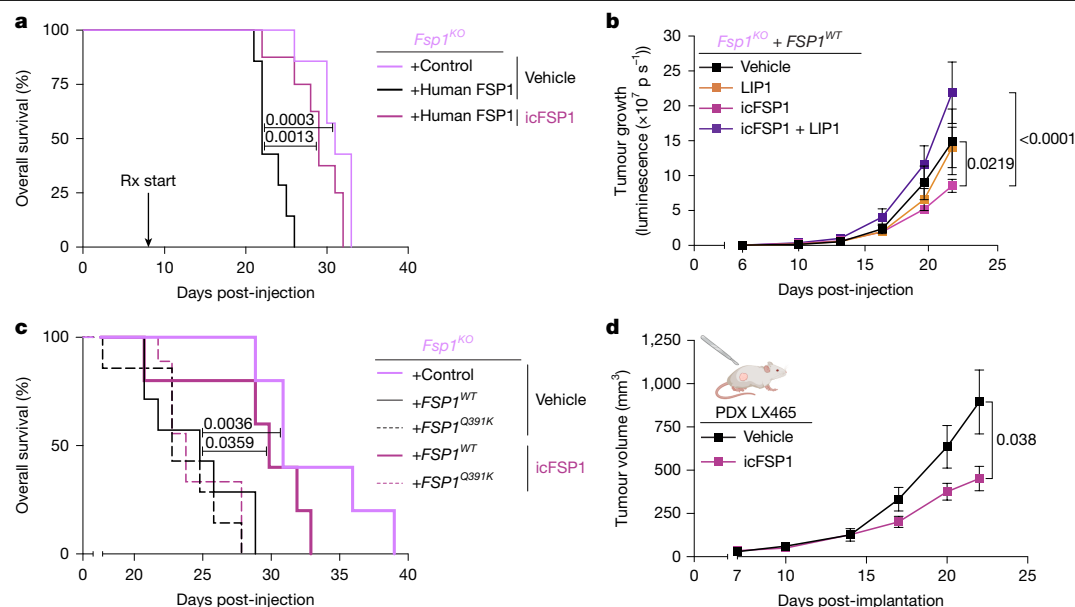 a
100
75
50
25
0
Overall survival (%)
0 10 20 30 40
Days post-injection
Rx start
0.0003
0.0013
Fsp1KO
+Control
+Human FSP1
Vehicle
+Human FSP1
icFSP1
b
30
25
20
15
10
5
0
Tumour growth
(luminescence (×10⁷ p s⁻¹))
0 6 10 15 20 25
Days post-injection
Fsp1KO + FSP1WT
Vehicle
LIP1
icFSP1
icFSP1 + LIP1
0.0219
<0.0001
c
100
50
0
Overall survival (%)
0 20 25 30 35 40
Days post-injection
0.0036
0.0359
Fsp1KO
+Control
+FSP1WT
+FSP1Q391K
Vehicle
+FSP1WT
+FSP1Q391K
icFSP1
d
1,250
1,000
750
500
250
0
Tumour volume (mm³)
0 7 10 15 20 25
Days post-implantation
PDX LX465
Vehicle
icFSP1
0.038